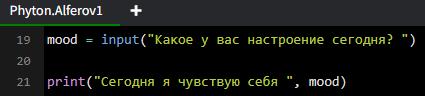 Phyton.Alferov1 +
19 mood = input("Какое у вас настроение сегодня? ")
20
21 print("Сегодня я чувствую себя ", mood)